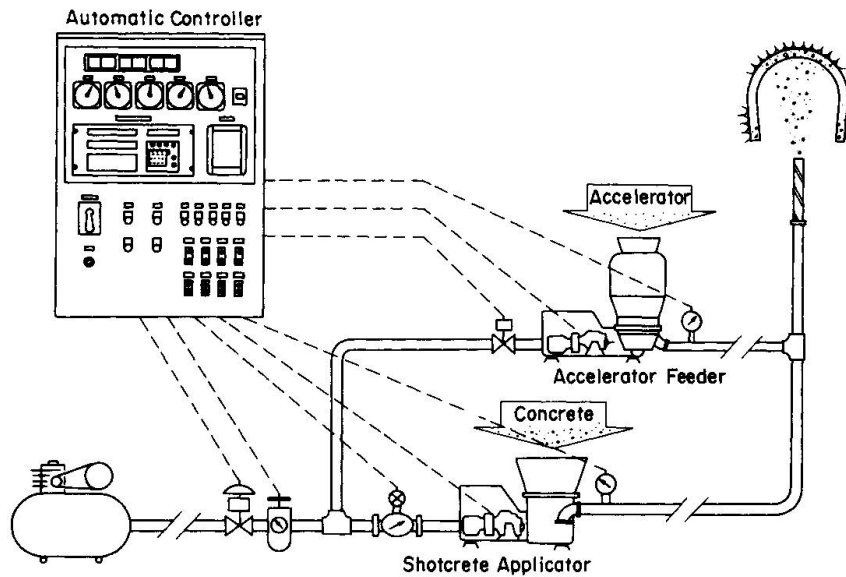 Automatic Controller
Accelerator
Accelerator Feeder
Concrete
Shotcrete Applicator